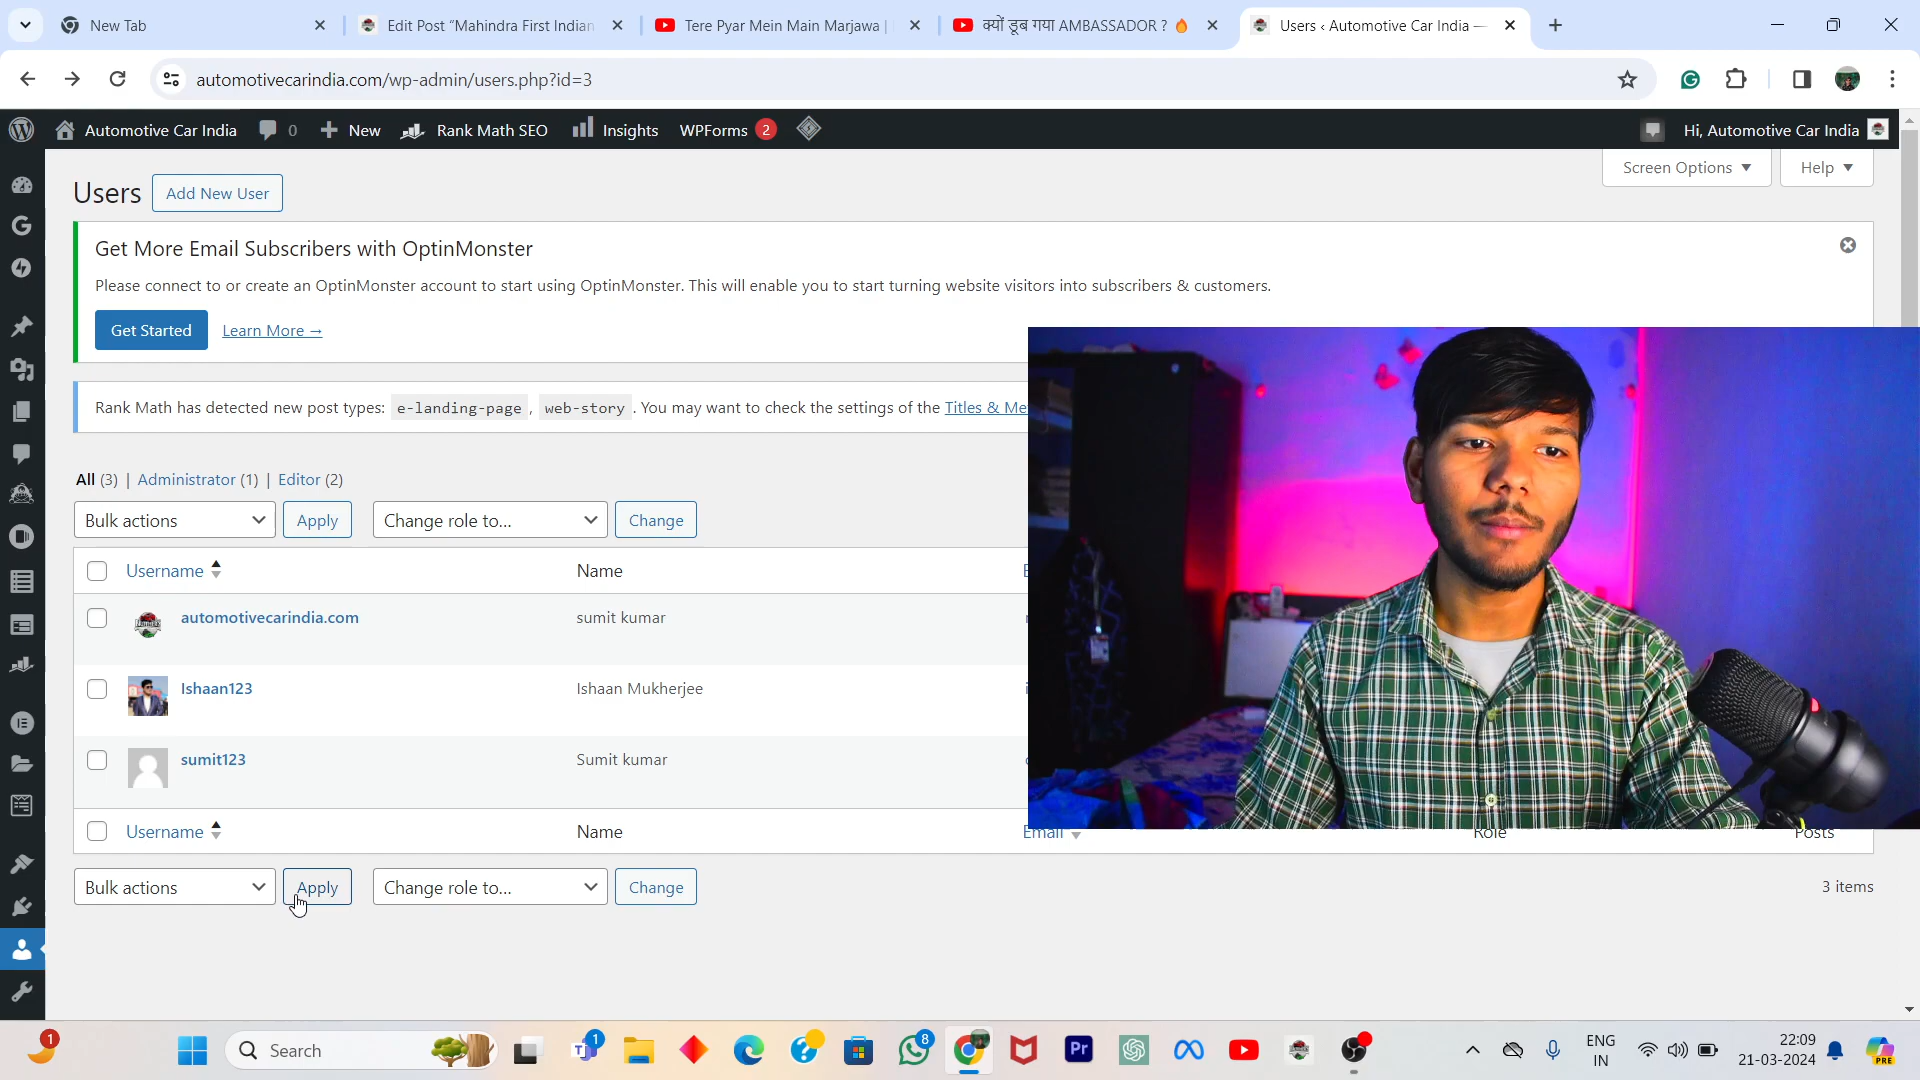 New Tab
Edit Post “Mahindra First Indian
Tere Pyar Mein Main Marjawa |
क्यों डूब गया AMBASSADOR ? 🔥
Users ‹ Automotive Car India —
automotivecarindia.com/wp-admin/users.php?id=3
Automotive Car India
0
New
Rank Math SEO
Insights
WPForms 2
Hi, Automotive Car India
Users
Add New User
Screen Options
Help
Get More Email Subscribers with OptinMonster
Please connect to or create an OptinMonster account to start using OptinMonster. This will enable you to start turning website visitors into subscribers & customers.
Get Started
Learn More →
Rank Math has detected new post types: e-landing-page , web-story . You may want to check the settings of the Titles & Me
All (3) | Administrator (1) | Editor (2)
Bulk actions
Apply
Change role to...
Change
Username
Name
automotivecarindia.com
sumit kumar
Ishaan123
Ishaan Mukherjee
sumit123
Sumit kumar
Username
Name
Email
Role
Posts
Bulk actions
Apply
Change role to...
Change
3 items
1
Search
1
8
Pr
PRE
ENG
IN
22:09
21-03-2024